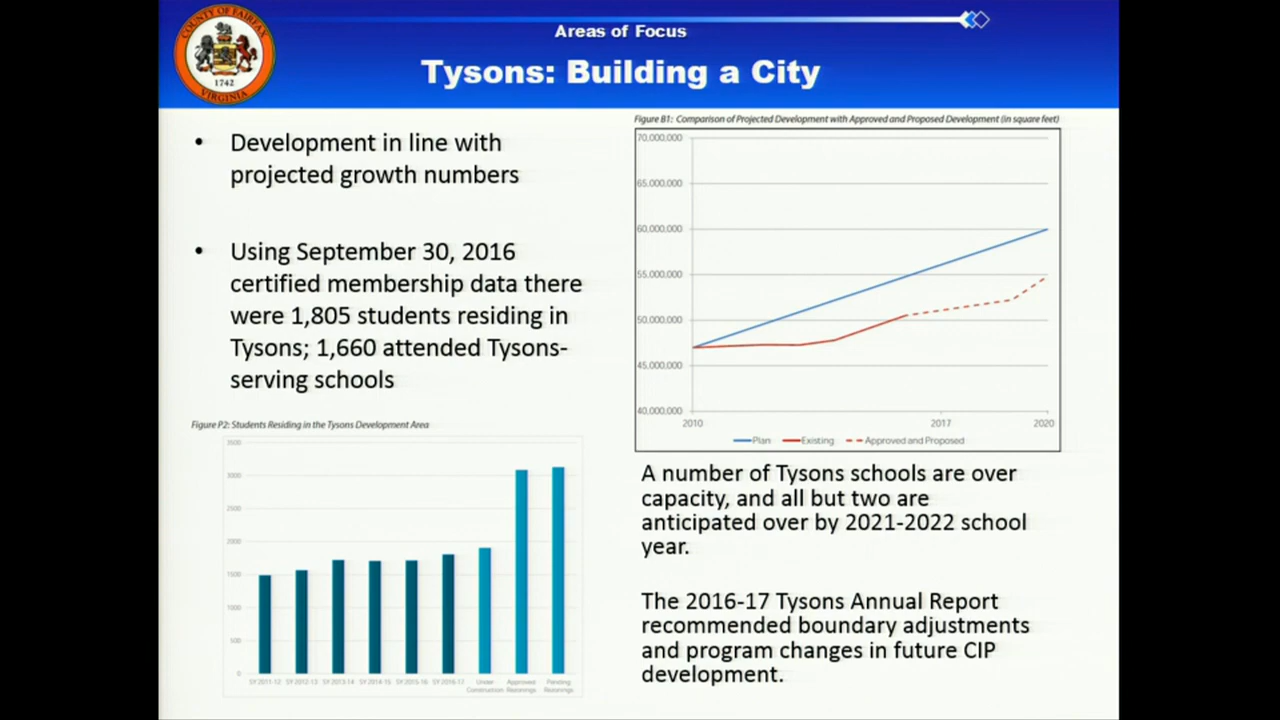 COUNTY OF FAIRFAX
1742
VIRGINIA
Areas of Focus
Tysons: Building a City
• Development in line with
projected growth numbers
• Using September 30, 2016
certified membership data there
were 1,805 students residing in
Tysons; 1,660 attended Tysons-
serving schools
Figure P2: Students Residing in the Tysons Development Area
3500
3000
2500
2000
1500
1000
500
0
SY 2011-12 SY 2012-13 SY 2013-14 SY 2014-15 SY 2015-16 SY 2016-17 Under Construction Approved Rezonings Pending Rezonings
Figure B1: Comparison of Projected Development with Approved and Proposed Development (in square feet)
70,000,000
65,000,000
60,000,000
55,000,000
50,000,000
45,000,000
40,000,000
2010 2017 2020
Plan Existing Approved and Proposed
A number of Tysons schools are over
capacity, and all but two are
anticipated over by 2021-2022 school
year.
The 2016-17 Tysons Annual Report
recommended boundary adjustments
and program changes in future CIP
development.